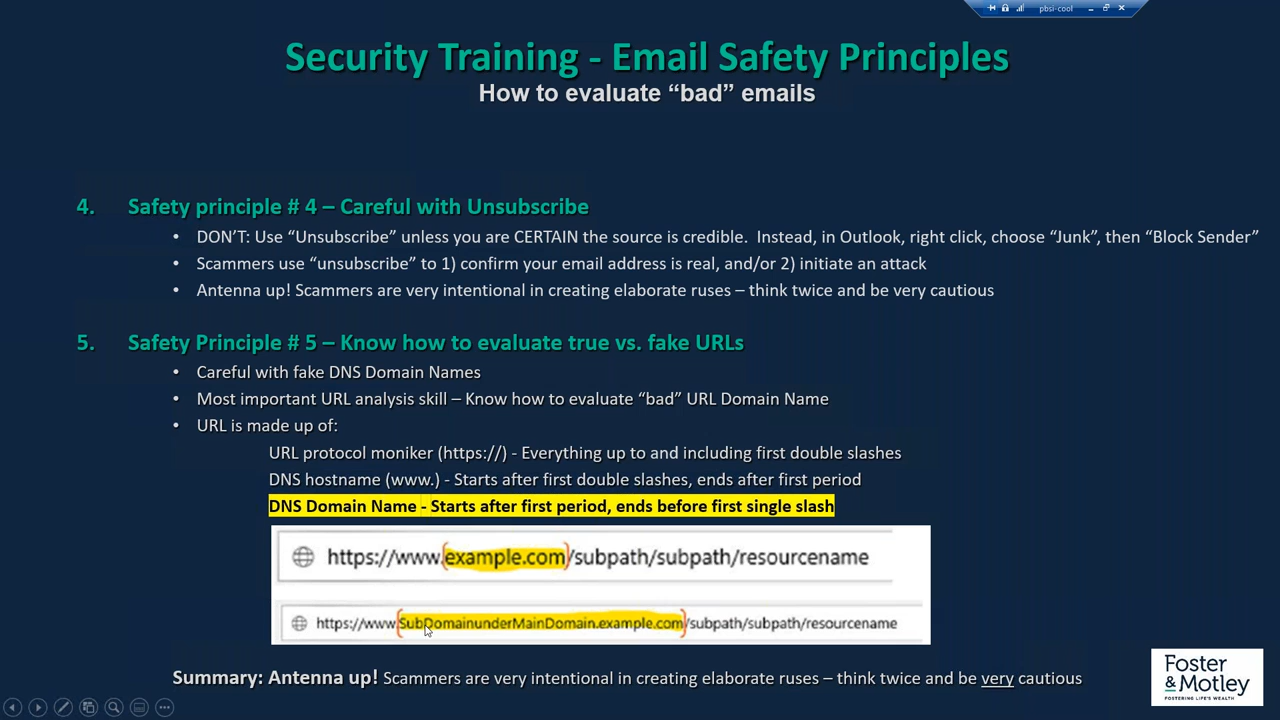 pbsi-cool
Security Training - Email Safety Principles
How to evaluate “bad” emails
4. Safety principle # 4 – Careful with Unsubscribe
• DON’T: Use “Unsubscribe” unless you are CERTAIN the source is credible. Instead, in Outlook, right click, choose “Junk”, then “Block Sender”
• Scammers use “unsubscribe” to 1) confirm your email address is real, and/or 2) initiate an attack
• Antenna up! Scammers are very intentional in creating elaborate ruses – think twice and be very cautious
5. Safety Principle # 5 – Know how to evaluate true vs. fake URLs
• Careful with fake DNS Domain Names
• Most important URL analysis skill – Know how to evaluate “bad” URL Domain Name
• URL is made up of:
URL protocol moniker (https://) - Everything up to and including first double slashes
DNS hostname (www.) - Starts after first double slashes, ends after first period
DNS Domain Name - Starts after first period, ends before first single slash
https://www.(example.com)/subpath/subpath/resourcename
https://www.(SubDomainunderMainDomain.example.com)/subpath/subpath/resourcename
Summary: Antenna up! Scammers are very intentional in creating elaborate ruses – think twice and be very cautious
Foster
& Motley
FOSTERING LIFE'S WEALTH